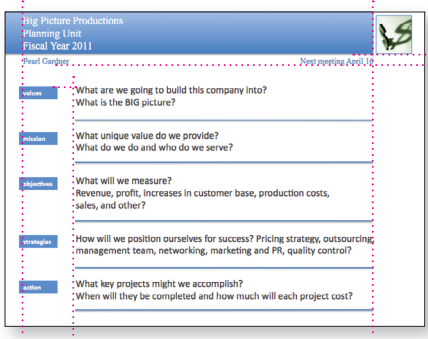 Big Picture Productions
Planning Unit
Fiscal Year 2011
Pearl Gardner Next meeting April 16
values
What are we going to build this company into?
What is the BIG picture?
mission
What unique value do we provide?
What do we do and who do we serve?
objectives
What will we measure?
Revenue, profit, increases in customer base, production costs,
sales, and other?
strategies
How will we position ourselves for success? Pricing strategy, outsourcing,
management team, networking, marketing and PR, quality control?
action
What key projects might we accomplish?
When will they be completed and how much will each project cost?